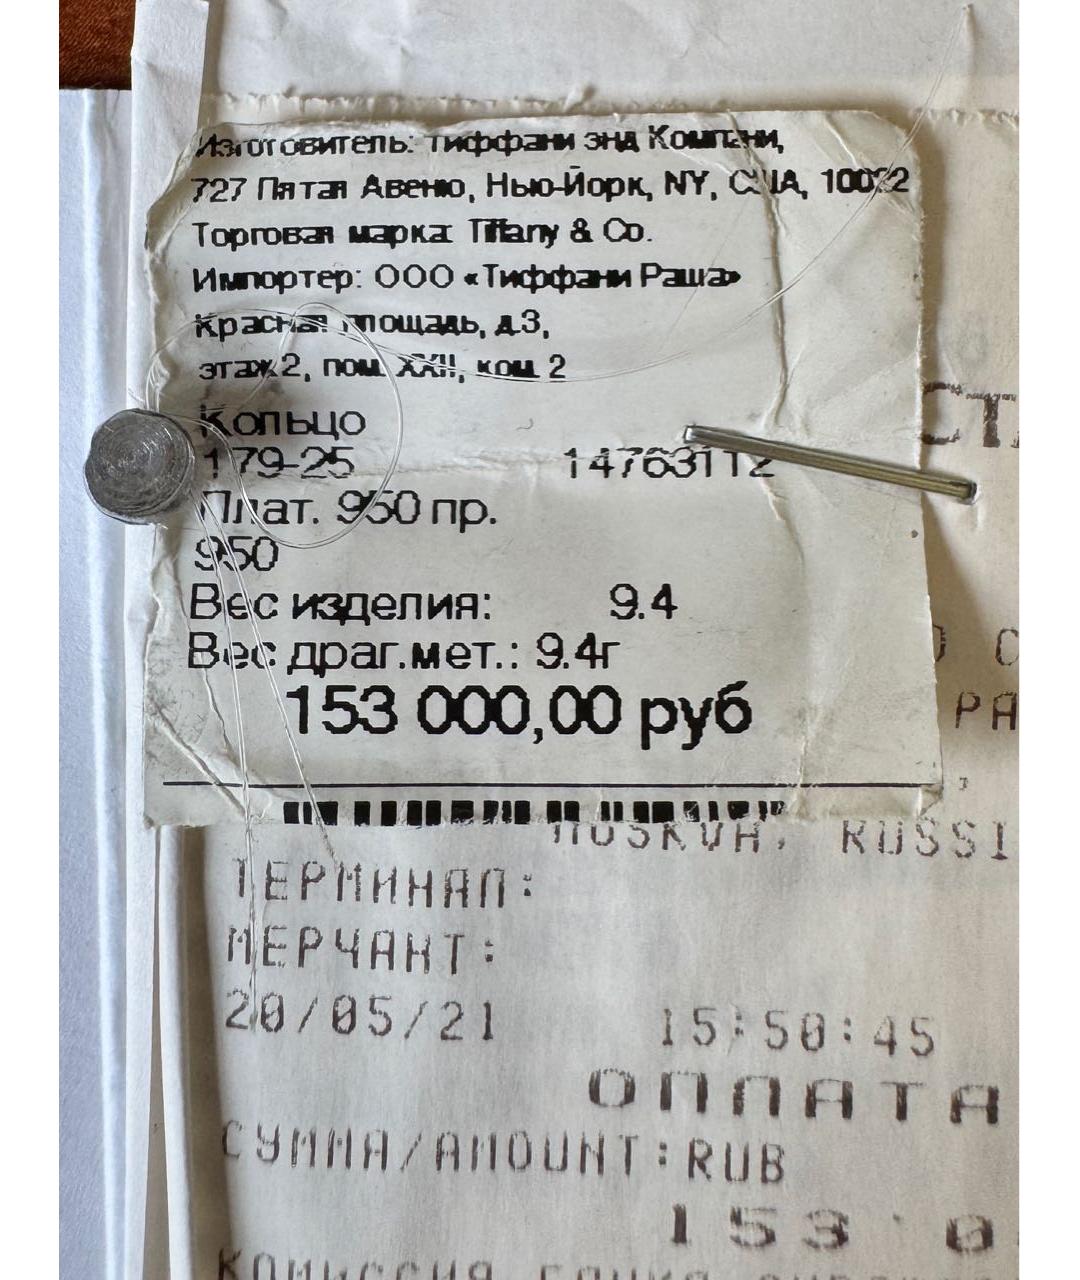 Изготовитель: Тиффани энд Компани,
727 Пятая Авеню, Нью-Йорк, NY, США, 10022
Торговая марка: Tiffany & Co.
Импортер: ООО «Тиффани Раша»
Красная площадь, д.3,
этаж 2, пом. XXII, ком. 2
Кольцо
179-25 14763112
Плат. 950 пр.
950
Вес изделия: 9.4
Вес драг.мет.: 9.4г
153 000,00 руб
MOSKVA, RUSSI
ТЕРМИНАЛ:
МЕРЧАНТ:
20/05/21 15:50:45
ОПЛАТА
СУММА/AMOUNT:RUB
153 0
КОМИССИЯ